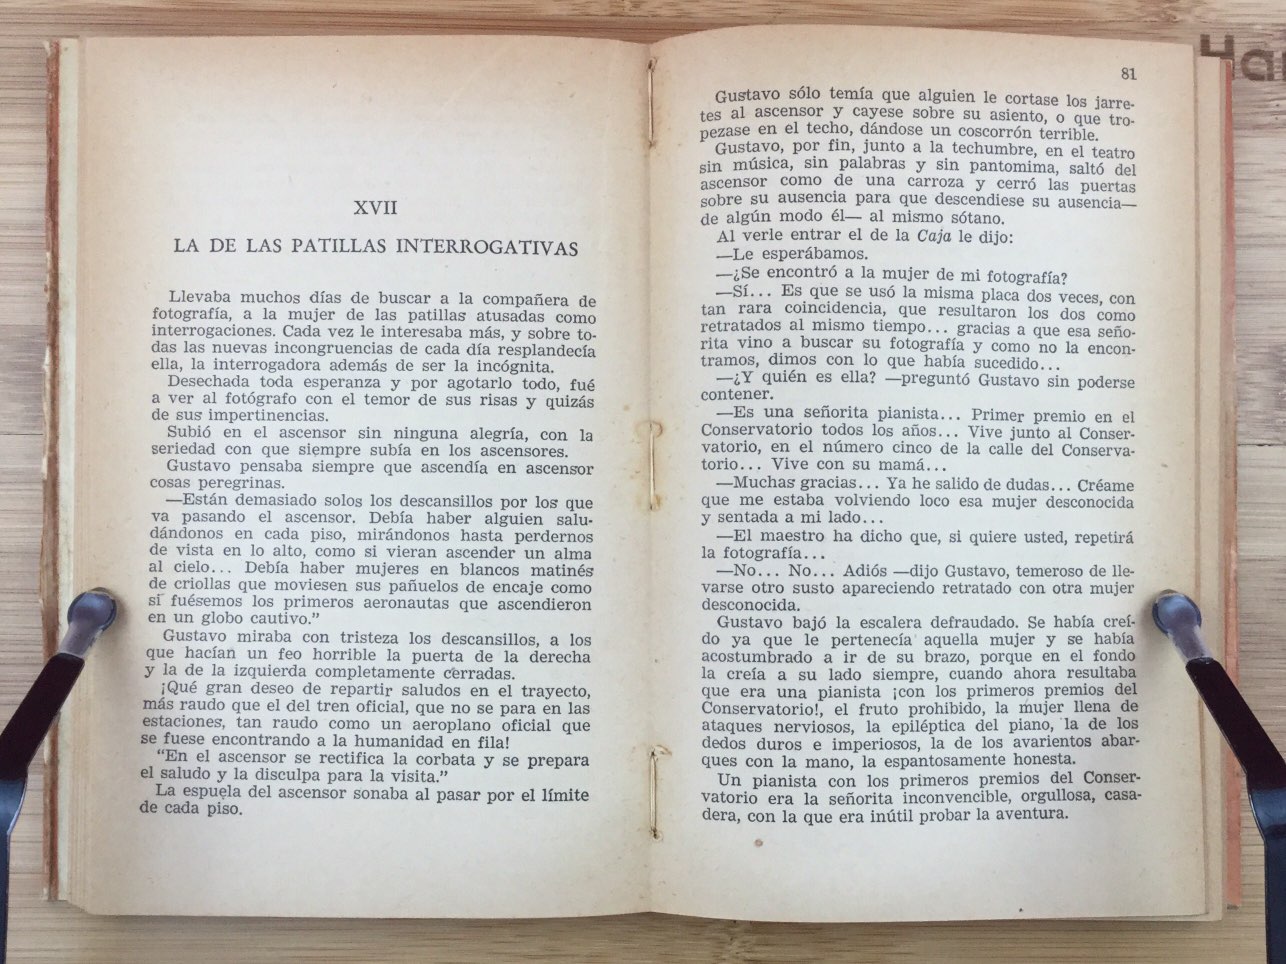 XVII
LA DE LAS PATILLAS INTERROGATIVAS
Llevaba muchos días de buscar a la compañera de
fotografía, a la mujer de las patillas atusadas como
interrogaciones. Cada vez le interesaba más, y sobre to-
das las nuevas incongruencias de cada día resplandecía
ella, la interrogadora además de ser la incógnita.
Desechada toda esperanza y por agotarlo todo, fué
a ver al fotógrafo con el temor de sus risas y quizás
de sus impertinencias.
Subió en el ascensor sin ninguna alegría, con la
seriedad con que siempre subía en los ascensores.
Gustavo pensaba siempre que ascendía en ascensor
cosas peregrinas.
—Están demasiado solos los descansillos por los que
va pasando el ascensor. Debía haber alguien salu-
dándonos en cada piso, mirándonos hasta perdernos
de vista en lo alto, como si vieran ascender un alma
al cielo... Debía haber mujeres en blancos matinés
de criollas que moviesen sus pañuelos de encaje como
si fuésemos los primeros aeronautas que ascendieron
en un globo cautivo.”
Gustavo miraba con tristeza los descansillos, a los
que hacían un feo horrible la puerta de la derecha
y la de la izquierda completamente cerradas.
¡Qué gran deseo de repartir saludos en el trayecto,
más raudo que el del tren oficial, que no se para en las
estaciones, tan raudo como un aeroplano oficial que
se fuese encontrando a la humanidad en fila!
“En el ascensor se rectifica la corbata y se prepara
el saludo y la disculpa para la visita.”
La espuela del ascensor sonaba al pasar por el límite
de cada piso.
81
Gustavo sólo temía que alguien le cortase los jarre-
tes al ascensor y cayese sobre su asiento, o que tro-
pezase en el techo, dándose un coscorrón terrible.
Gustavo, por fin, junto a la techumbre, en el teatro
sin música, sin palabras y sin pantomima, saltó del
ascensor como de una carroza y cerró las puertas
sobre su ausencia para que descendiese su ausencia—
de algún modo él— al mismo sótano.
Al verle entrar el de la Caja le dijo:
—Le esperábamos.
—¿Se encontró a la mujer de mi fotografía?
—Sí... Es que se usó la misma placa dos veces, con
tan rara coincidencia, que resultaron los dos como
retratados al mismo tiempo... gracias a que esa seño-
rita vino a buscar su fotografía y como no la encon-
tramos, dimos con lo que había sucedido...
—¿Y quién es ella? —preguntó Gustavo sin poderse
contener.
—Es una señorita pianista... Primer premio en el
Conservatorio todos los años... Vive junto al Conser-
vatorio, en el número cinco de la calle del Conserva-
torio... Vive con su mamá...
—Muchas gracias... Ya he salido de dudas... Créame
que me estaba volviendo loco esa mujer desconocida
y sentada a mi lado...
—El maestro ha dicho que, si quiere usted, repetirá
la fotografía...
—No... No... Adiós —dijo Gustavo, temeroso de lle-
varse otro susto apareciendo retratado con otra mujer
desconocida.
Gustavo bajó la escalera defraudado. Se había creí-
do ya que le pertenecía aquella mujer y se había
acostumbrado a ir de su brazo, porque en el fondo
la creía a su lado siempre, cuando ahora resultaba
que era una pianista ¡con los primeros premios del
Conservatorio!, el fruto prohibido, la mujer llena de
ataques nerviosos, la epiléptica del piano, la de los
dedos duros e imperiosos, la de los avarientos abar-
ques con la mano, la espantosamente honesta.
Un pianista con los primeros premios del Conser-
vatorio era la señorita inconvencible, orgullosa, casa-
dera, con la que era inútil probar la aventura.